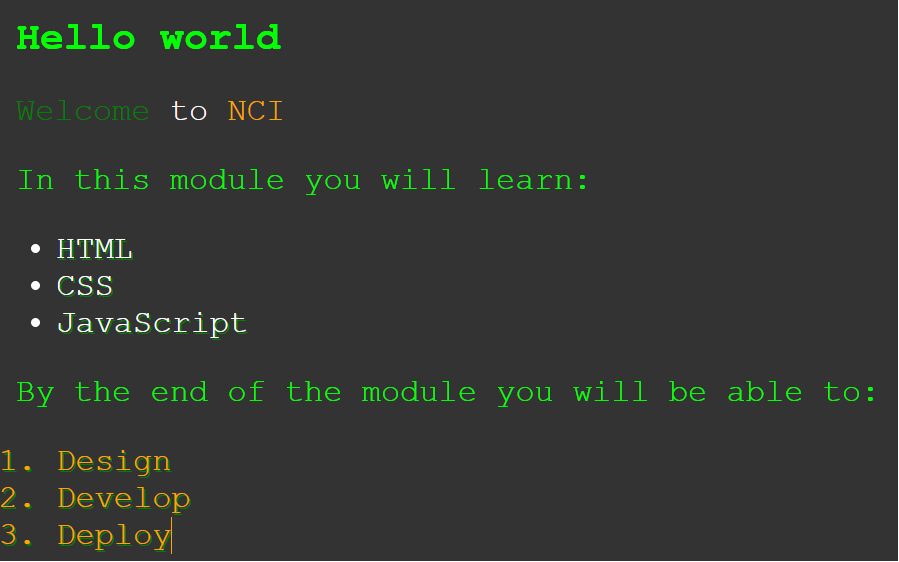 Hello world
Welcome to NCI
In this module you will learn:
• HTML
• CSS
• JavaScript
By the end of the module you will be able to:
1. Design
2. Develop
3. Deploy